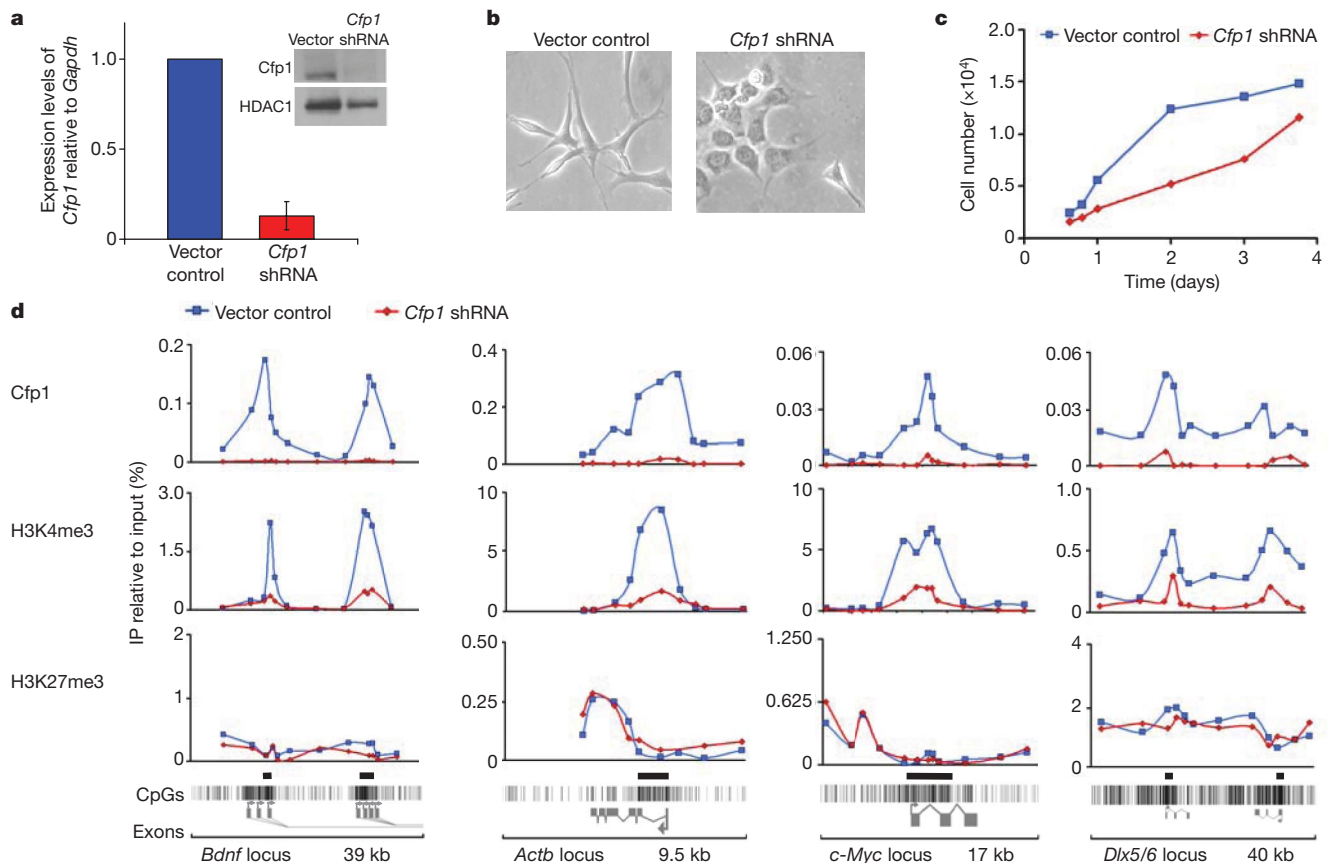 a
Expression levels of
Cfp1 relative to Gapdh
1.0
0.5
0
Vector
control
Cfp1
shRNA
Vector
Cfp1
shRNA
Cfp1
HDAC1
b
Vector control
Cfp1 shRNA
c
Vector control
Cfp1 shRNA
Cell number (×10⁴)
2.0
1.5
1.0
0.5
0
0 1 2 3 4
Time (days)
d
Vector control
Cfp1 shRNA
IP relative to input (%)
Cfp1
0.2
0.1
0
0.4
0.2
0
0.06
0.03
0
0.06
0.03
0
H3K4me3
3.0
1.5
0
10
5
0
10
5
0
1.0
0.5
0
H3K27me3
2
1
0
0.50
0.25
0
1.250
0.625
0
4
2
0
CpGs
Exons
Bdnf locus 39 kb
Actb locus 9.5 kb
c-Myc locus 17 kb
Dlx5/6 locus 40 kb